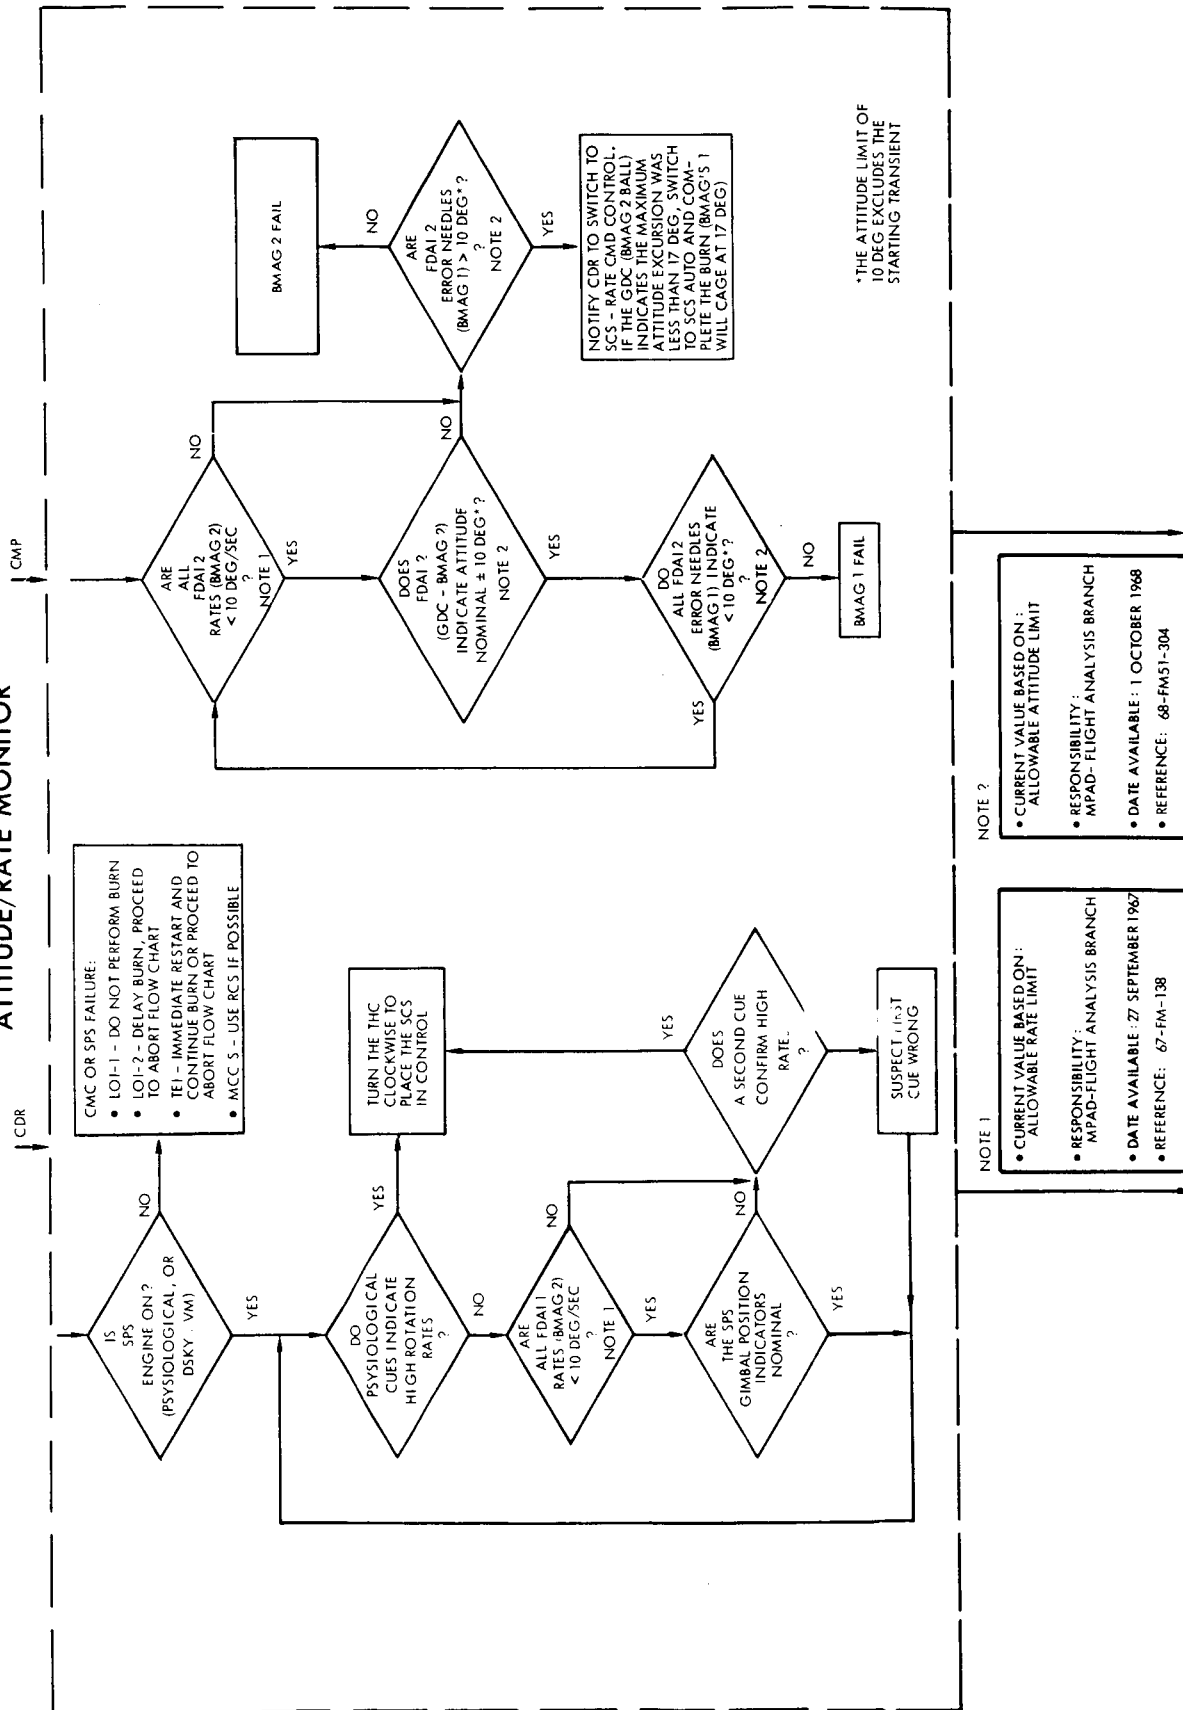 ATTITUDE/RATE MONITOR
CDR
CMP
IS
SPS
ENGINE ON ?
(PSYSIOLOGICAL, OR
DSKY, VM)
NO
YES
CMC OR SPS FAILURE:
• LOI-1 - DO NOT PERFORM BURN
• LOI-2 - DELAY BURN, PROCEED
TO ABORT FLOW CHART
• TEI - IMMEDIATE RESTART AND
CONTINUE BURN OR PROCEED TO
ABORT FLOW CHART
• MCC'S - USE RCS IF POSSIBLE
DO
PSYSIOLOGICAL
CUES INDICATE
HIGH ROTATION
RATES
?
YES
NO
TURN THE THC
CLOCKWISE TO
PLACE THE SCS
IN CONTROL
ARE
ALL FDAI 1
RATES (BMAG 2)
< 10 DEG/SEC
?
NOTE 1
NO
YES
ARE
THE SPS
GIMBAL POSITION
INDICATORS
NOMINAL
?
NO
YES
DOES
A SECOND CUE
CONFIRM HIGH
RATE
?
YES
SUSPECT FIRST
CUE WRONG
ARE
ALL
FDAI 2
RATES (BMAG 2)
< 10 DEG/SEC
?
NOTE 1
NO
YES
DOES
FDAI ?
(GDC - BMAG ?)
INDICATE ATTITUDE
NOMINAL ± 10 DEG* ?
NOTE 2
NO
YES
DO
ALL FDAI 2
ERROR NEEDLES
(BMAG 1) INDICATE
< 10 DEG* ?
?
NOTE 2
YES
NO
BMAG 1 FAIL
ARE
FDAI 2
ERROR NEEDLES
(BMAG 1) > 10 DEG* ?
?
NOTE 2
NO
YES
BMAG 2 FAIL
NOTIFY CDR TO SWITCH TO
SCS - RATE CMD CONTROL.
IF THE GDC (BMAG 2 BALL)
INDICATES THE MAXIMUM
ATTITUDE EXCURSION WAS
LESS THAN 17 DEG, SWITCH
TO SCS AUTO AND COM-
PLETE THE BURN (BMAG'S 1
WILL CAGE AT 17 DEG)
*THE ATTITUDE LIMIT OF
10 DEG EXCLUDES THE
STARTING TRANSIENT
NOTE 1
• CURRENT VALUE BASED ON :
ALLOWABLE RATE LIMIT
• RESPONSIBILITY :
MPAD-FLIGHT ANALYSIS BRANCH
• DATE AVAILABLE : 27 SEPTEMBER 1967
• REFERENCE: 67-FM-138
NOTE ?
• CURRENT VALUE BASED ON :
ALLOWABLE ATTITUDE LIMIT
• RESPONSIBILITY :
MPAD- FLIGHT ANALYSIS BRANCH
• DATE AVAILABLE : 1 OCTOBER 1968
• REFERENCE: 68-FM51-304